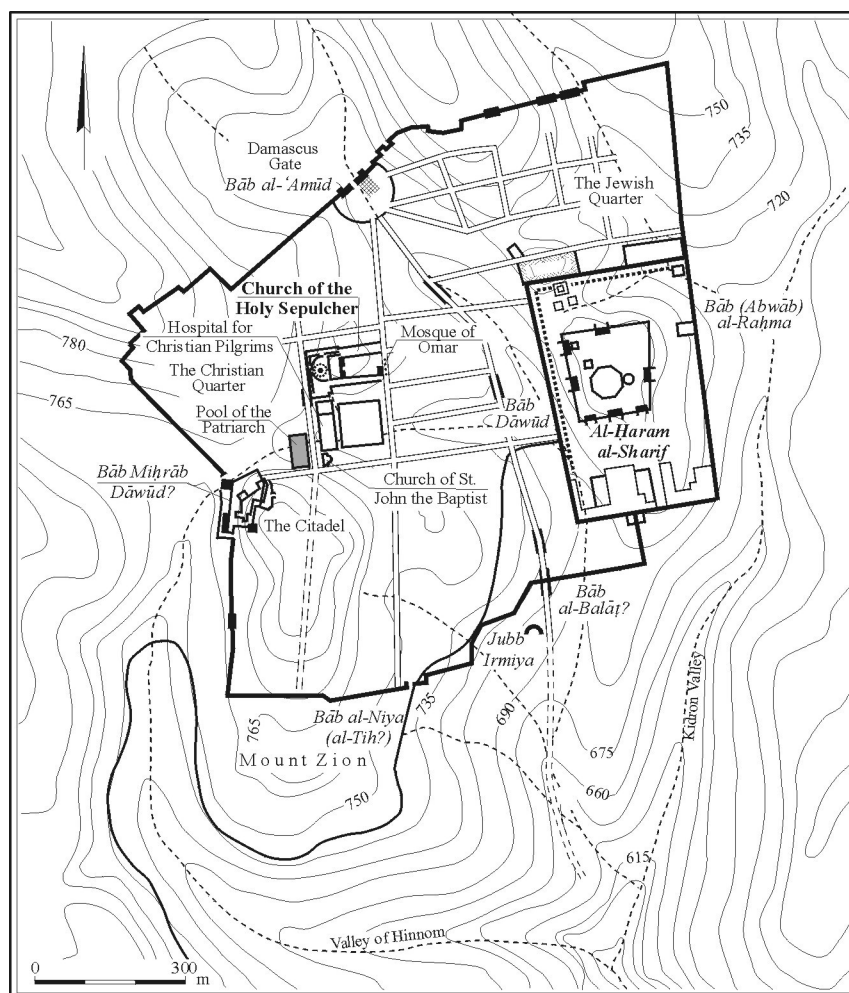 750
735
Damascus
Gate
Bāb al-ʻAmūd
The Jewish
Quarter
720
Church of the
Holy Sepulcher
Bāb (Abwāb)
al-Raḥma
Hospital for
Christian Pilgrims
Mosque of
Omar
780
The Christian
Quarter
765
Pool of the
Patriarch
Bāb
Dāwūd
Al-Haram
al-Sharif
Bāb Miḥrāb
Dāwūd?
Church of St.
John the Baptist
The Citadel
Bāb
al-Balāṭ?
Jubb
Irmiya
Bāb al-Niya
(al-Tih?)
735
690
Kidron Valley
765
Mount Zion
675
750
660
615
Valley of Hinnom
0 300
m